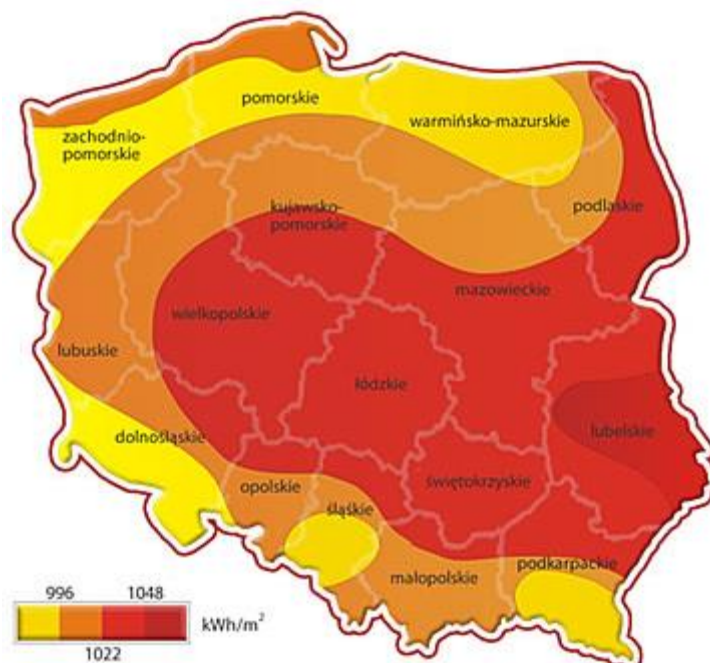 pomorskie
warmińsko-mazurskie
zachodnio-
pomorskie
kujawsko-
pomorskie
podlaskie
mazowieckie
wielkopolskie
lubuskie
łódzkie
lubelskie
dolnośląskie
opolskie
śląskie
świętokrzyskie
małopolskie
podkarpackie
996 1048
kWh/m²
1022